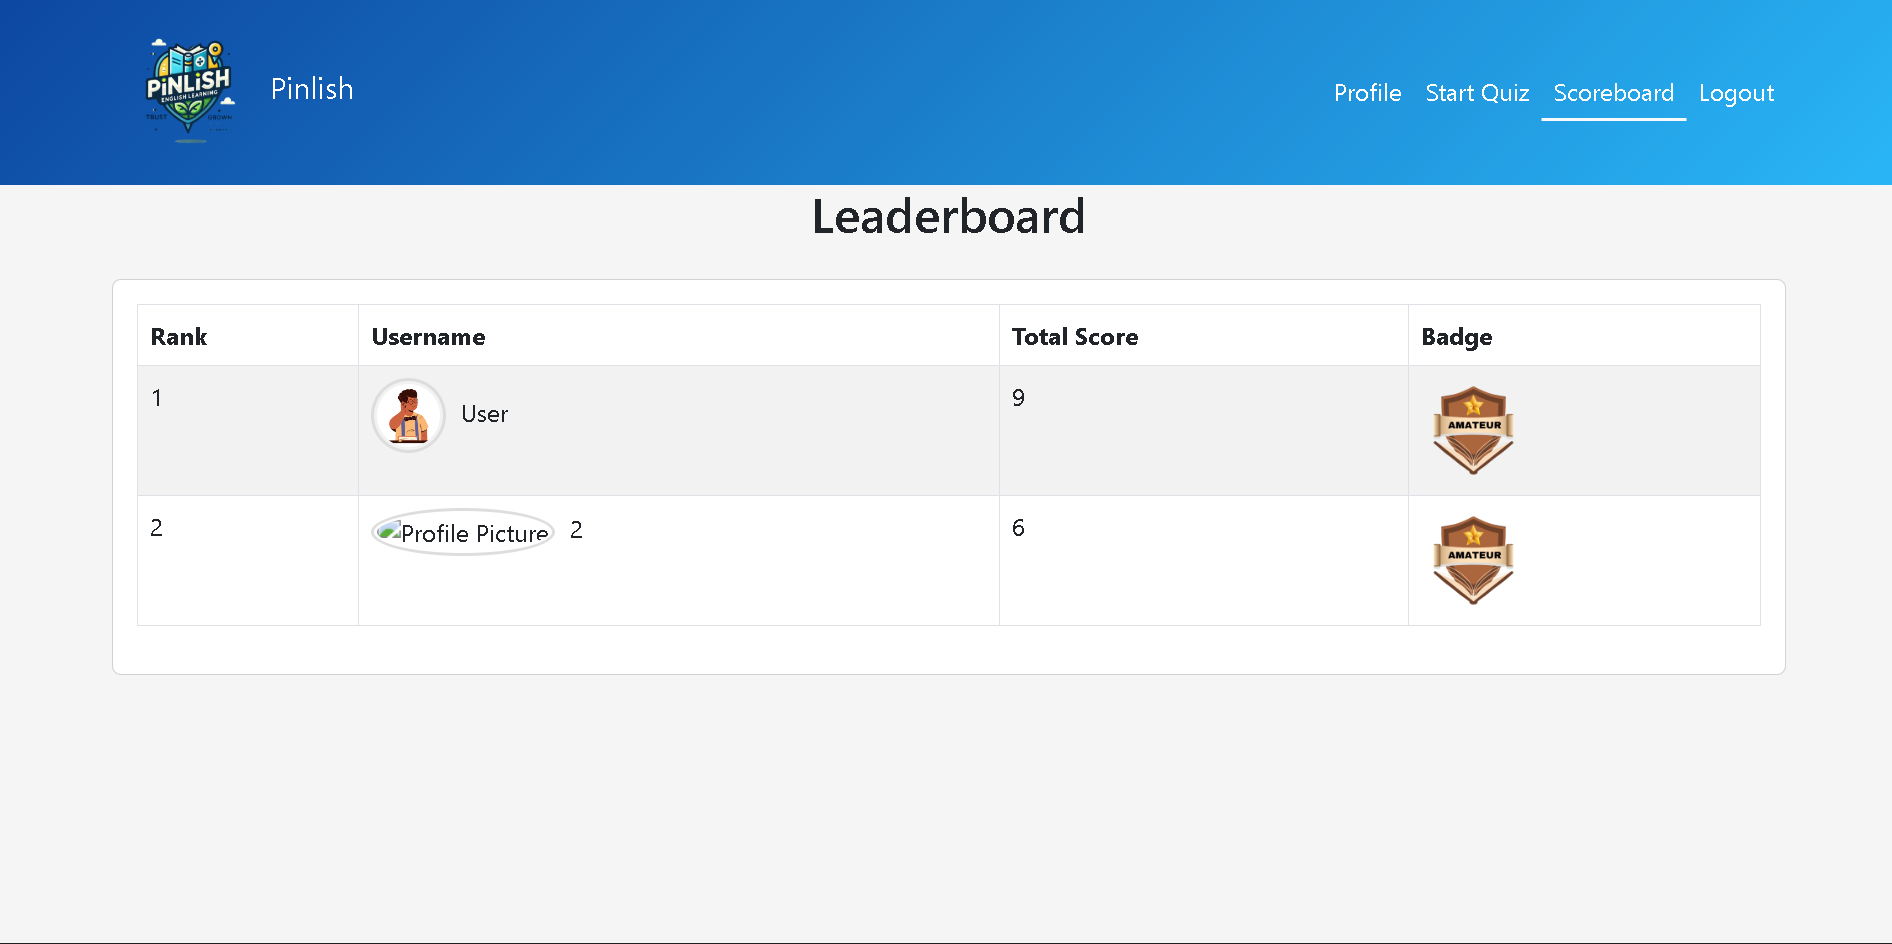 PiNLiSH
ENGLISH LEARNING
TRUST GROWN
Pinlish
Profile Start Quiz Scoreboard Logout
Leaderboard
Rank Username Total Score Badge
1 User 9 AMATEUR
2 Profile Picture 2 6 AMATEUR